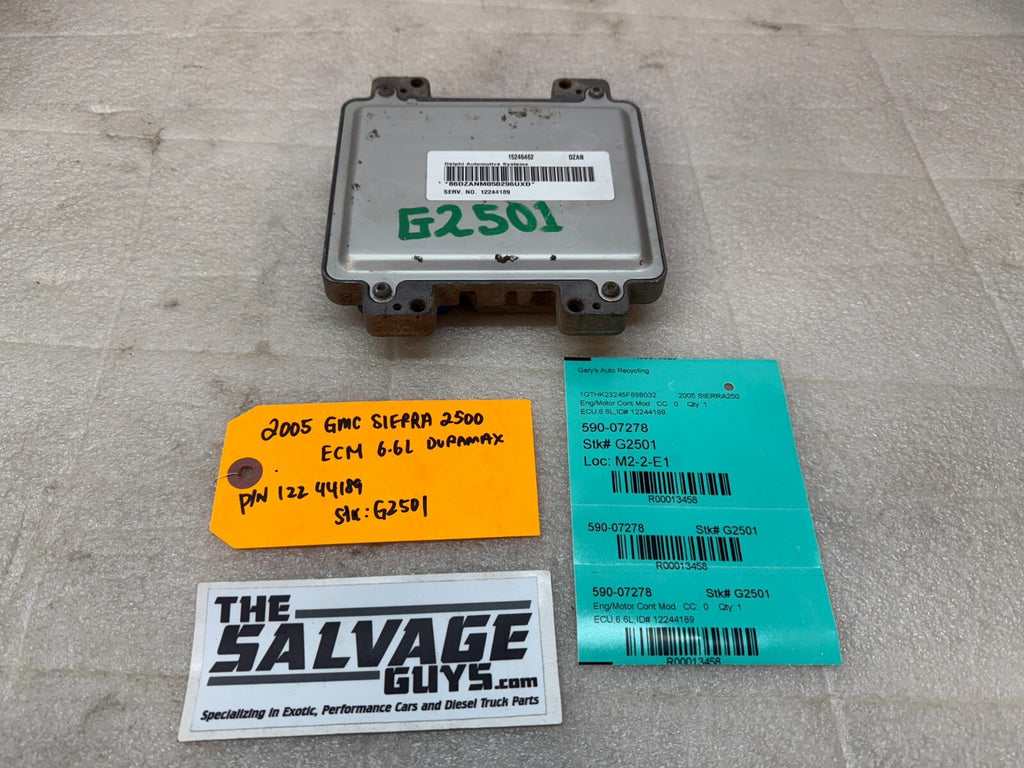 15246462 DZAN
Delphi Automotive Systems
*86DZANM050296UXD*
SERV. NO. 12244189
G2501
2005 GMC SIERRA 2500
ECM 6.6L DURAMAX
P/N 122 44189
Stk: G2501
Gary's Auto Recycling
1GTHK23245F898032 2005 SIERRA250
Eng/Motor Cont Mod CC: 0 Qty: 1
ECU,6.6L,ID# 12244189
590-07278
Stk# G2501
Loc: M2-2-E1
R00013458
590-07278 Stk# G2501
R00013458
590-07278 Stk# G2501
Eng/Motor Cont Mod CC: 0 Qty: 1
ECU,6.6L,ID# 12244189
R00013458
THE
SALVAGE
GUYS.com
Specializing in Exotic, Performance Cars and Diesel Truck Parts